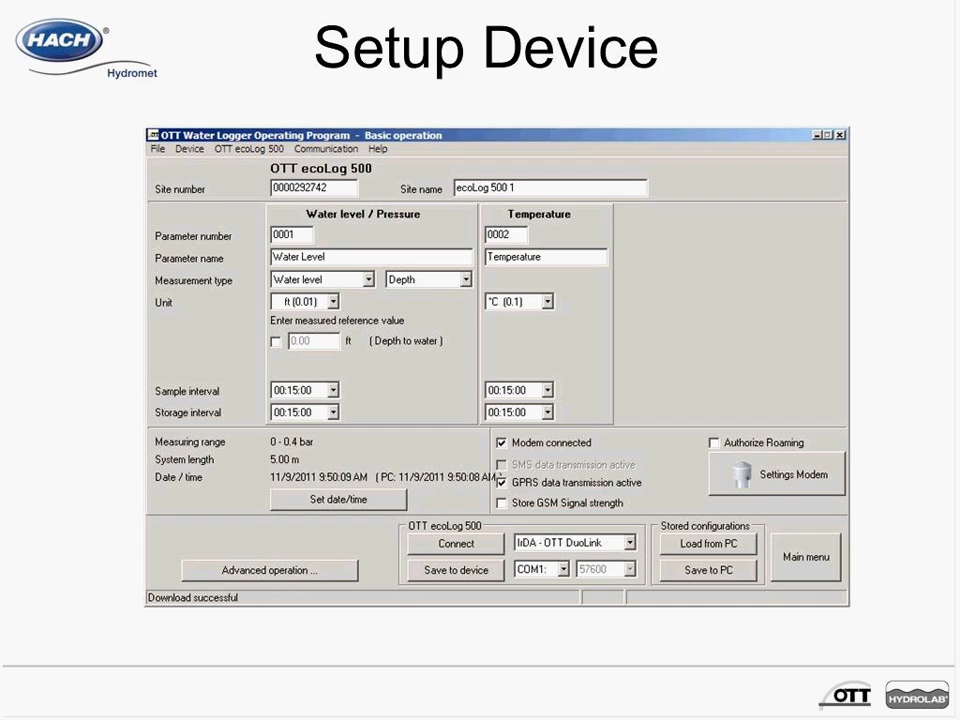 HACH®
Hydromet
Setup Device
OTT Water Logger Operating Program - Basic operation
File Device OTT ecoLog 500 Communication Help
OTT ecoLog 500
Site number 0000292742 Site name ecoLog 500 1
Water level / Pressure Temperature
Parameter number 0001 0002
Parameter name Water Level Temperature
Measurement type Water level Depth
Unit ft (0.01) °C (0.1)
Enter measured reference value
0.00 ft ( Depth to water )
Sample interval 00:15:00 00:15:00
Storage interval 00:15:00 00:15:00
Measuring range 0 - 0.4 bar Modem connected Authorize Roaming
System length 5.00 m SMS data transmission active
Date / time 11/9/2011 9:50:09 AM ( PC: 11/9/2011 9:50:08 AM GPRS data transmission active Settings Modem
Set date/time Store GSM Signal strength
OTT ecoLog 500 Stored configurations
Connect IrDA - OTT DuoLink Load from PC
Main menu
Advanced operation ... Save to device COM1: 57600 Save to PC
Download successful
OTT HYDROLAB